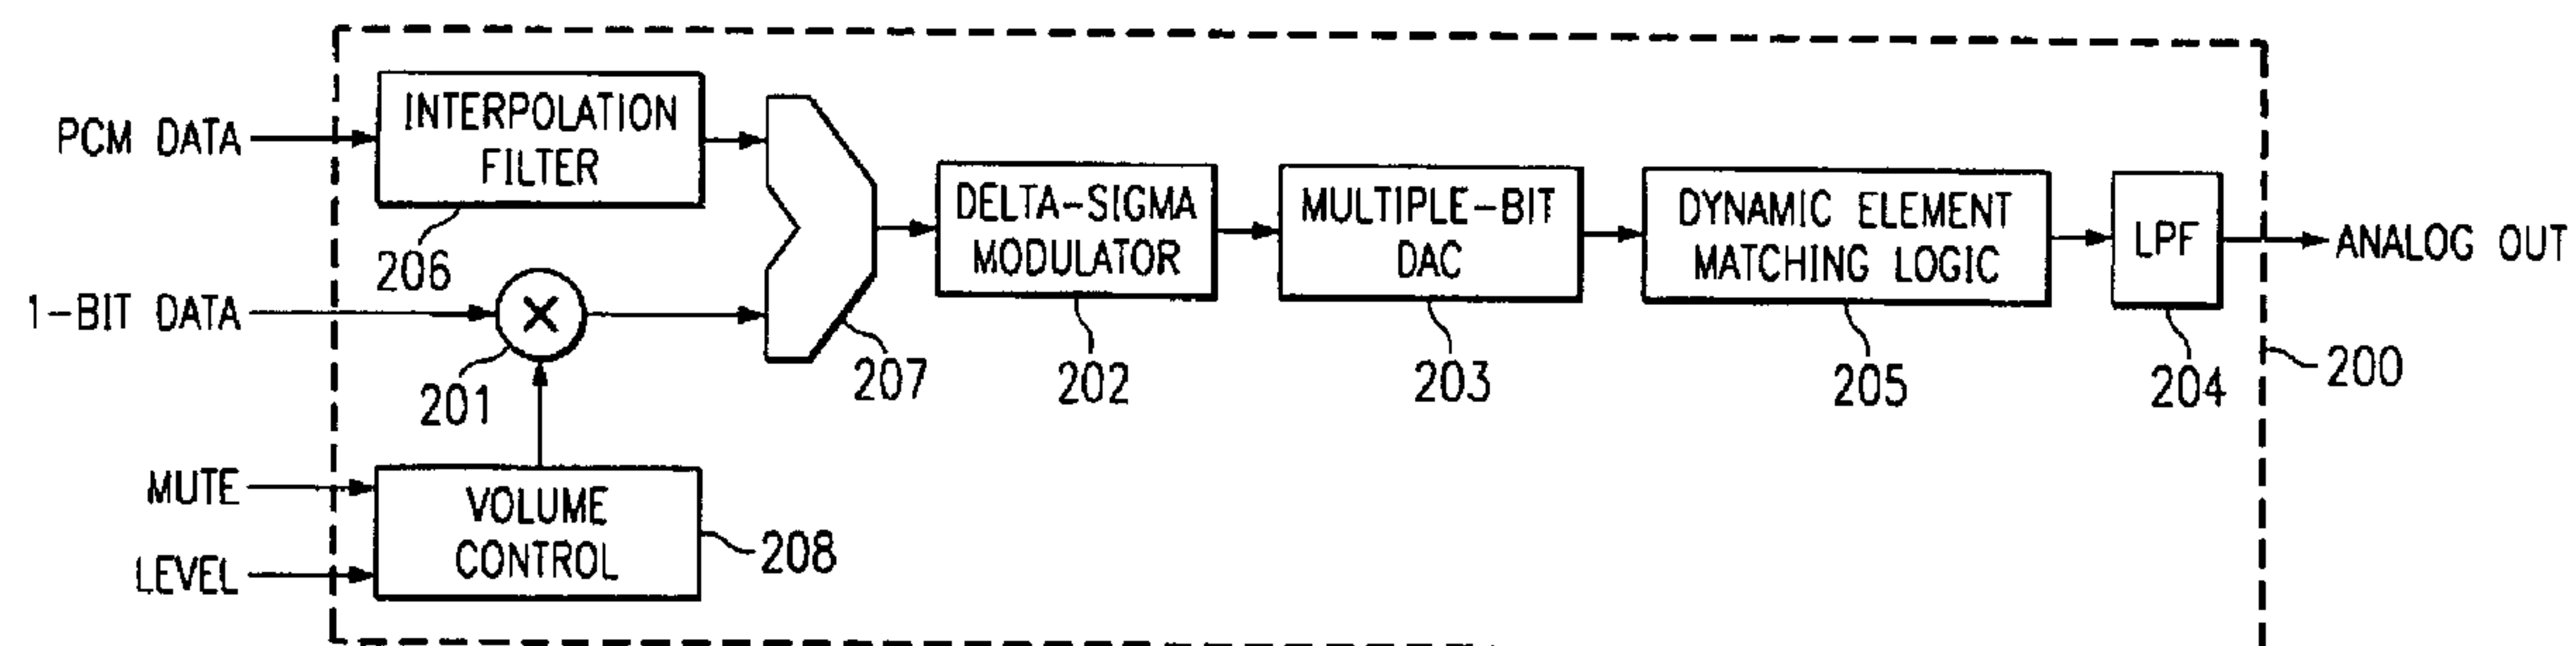 PCM DATA
INTERPOLATION
FILTER
206
1-BIT DATA
×
201
207
MUTE
LEVEL
VOLUME
CONTROL
208
DELTA-SIGMA
MODULATOR
202
MULTIPLE-BIT
DAC
203
DYNAMIC ELEMENT
MATCHING LOGIC
205
LPF
204
ANALOG OUT
200